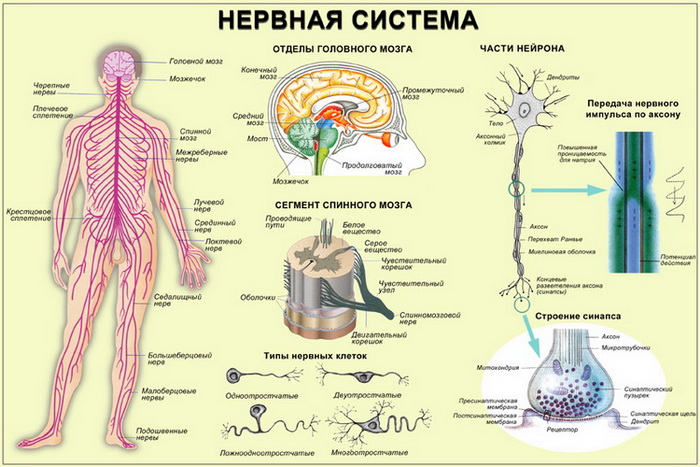 НЕРВНАЯ СИСТЕМА
Головной мозг
Мозжечок
Черепные
нервы
Плечевое
сплетение
Спинной
мозг
Межреберные
нервы
Крестцовое
сплетение
Лучевой
нерв
Срединный
нерв
Локтевой
нерв
Седалищный
нерв
Большеберцовый
нерв
Малоберцовые
нервы
Подошвенные
нервы
ОТДЕЛЫ ГОЛОВНОГО МОЗГА
Конечный
мозг
Промежуточный
мозг
Средний
мозг
Мост
Продолговатый
мозг
Мозжечок
СЕГМЕНТ СПИННОГО МОЗГА
Проводящие
пути
Белое
вещество
Серое
вещество
Чувствительный
корешок
Чувствительный
узел
Оболочки
Спинномозговой
нерв
Двигательный
корешок
Типы нервных клеток
Одноотростчатые
Двуотростчатые
Ложноодноотростчатые
Многоотростчатые
ЧАСТИ НЕЙРОНА
Дендриты
Тело
Аксонный
холмик
Аксон
Перехват Ранвье
Миелиновая оболочка
Концевые
разветвления аксона
(синапсы)
Передача нервного
импульса по аксону
Повышенная
проницаемость
для натрия
Потенциал
действия
Строение синапса
Аксон
Микротрубочки
Митохондрия
Синаптический
пузырек
Пресинаптическая
мембрана
Постсинаптическая
мембрана
Синаптическая щель
Дендрит
Рецептор